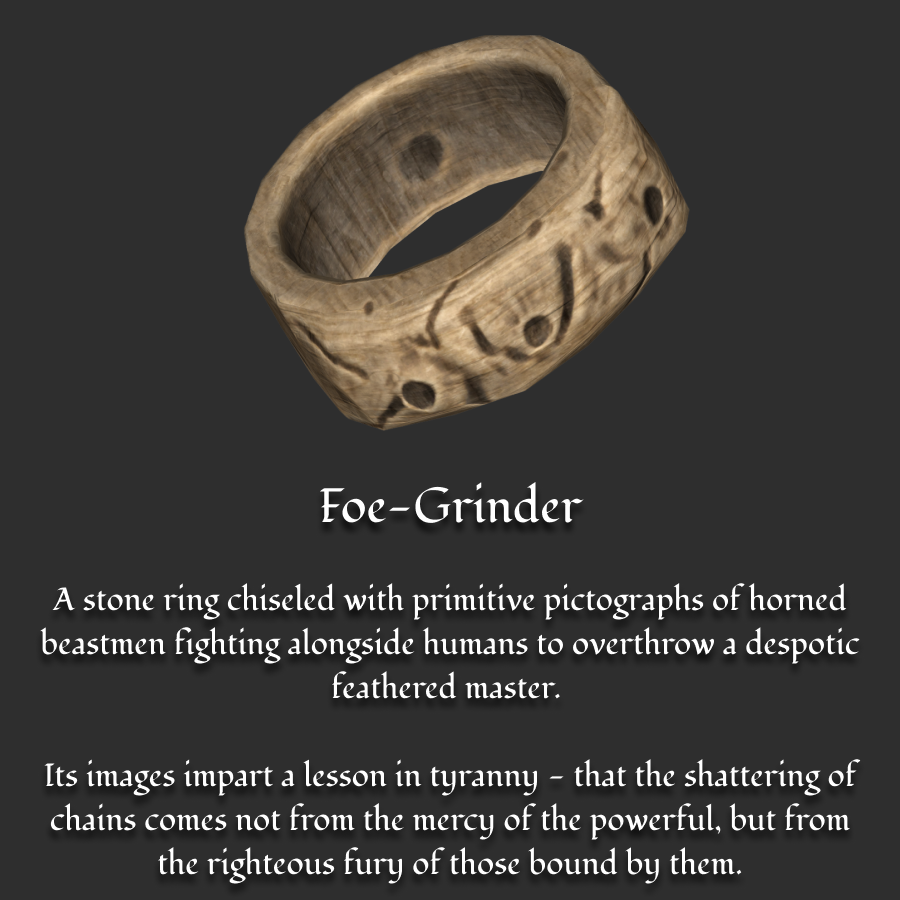 Foe-Grinder
A stone ring chiseled with primitive pictographs of horned
beastmen fighting alongside humans to overthrow a despotic
feathered master.
Its images impart a lesson in tyranny - that the shattering of
chains comes not from the mercy of the powerful, but from
the righteous fury of those bound by them.